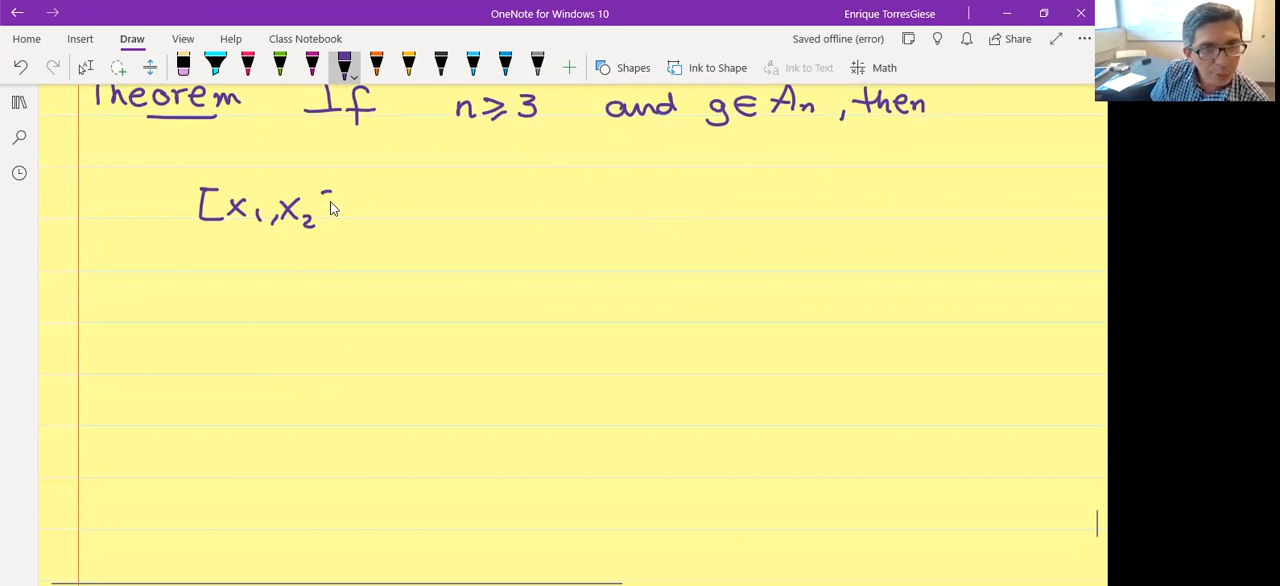 OneNote for Windows 10
Enrique TorresGiese
Home Insert Draw View Help Class Notebook
Saved offline (error)
Share
Shapes
Ink to Shape
Ink to Text
Math
Theorem If n ⩾ 3 and g ∈ An , then
[x₁,x₂